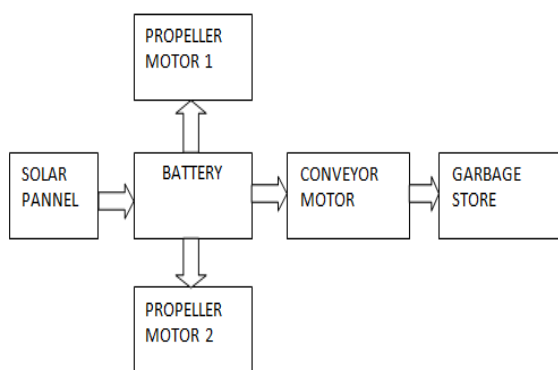 PROPELLER
MOTOR 1
SOLAR
PANNEL
BATTERY
CONVEYOR
MOTOR
GARBAGE
STORE
PROPELLER
MOTOR 2